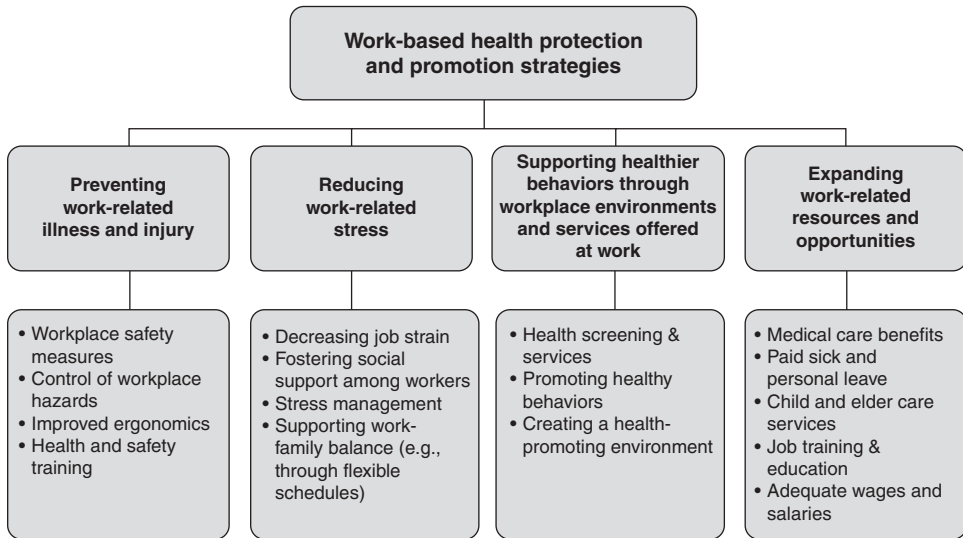 Work-based health protection
and promotion strategies
Preventing
work-related
illness and injury
Reducing
work-related
stress
Supporting healthier
behaviors through
workplace environments
and services offered
at work
Expanding
work-related
resources and
opportunities
• Workplace safety
measures
• Control of workplace
hazards
• Improved ergonomics
• Health and safety
training
• Decreasing job strain
• Fostering social
support among workers
• Stress management
• Supporting work-
family balance (e.g.,
through flexible
schedules)
• Health screening &
services
• Promoting healthy
behaviors
• Creating a health-
promoting environment
• Medical care benefits
• Paid sick and
personal leave
• Child and elder care
services
• Job training &
education
• Adequate wages and
salaries